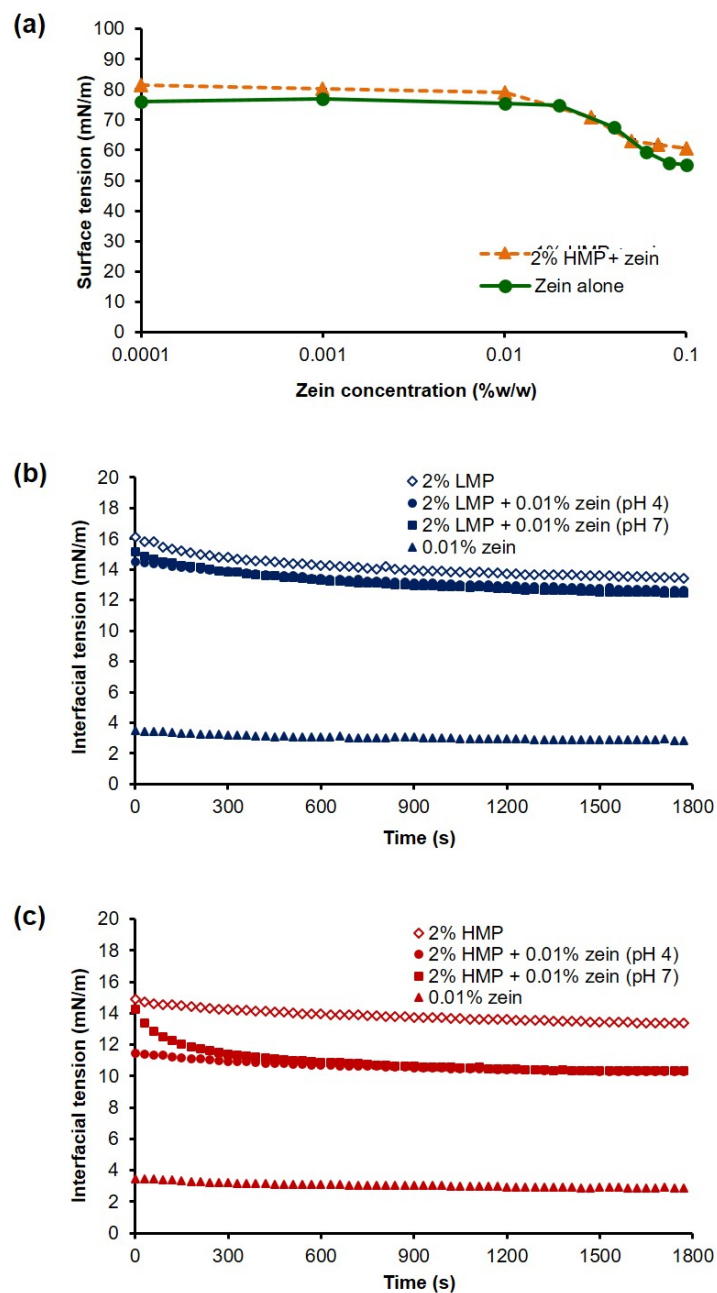 (a)
100
90
80
70
60
50
40
30
20
10
0
Surface tension (mN/m)
2% HMP + zein
Zein alone
0.0001 0.001 0.01 0.1
Zein concentration (%w/w)
(b)
20
18
16
14
12
10
8
6
4
2
0
Interfacial tension (mN/m)
2% LMP
2% LMP + 0.01% zein (pH 4)
2% LMP + 0.01% zein (pH 7)
0.01% zein
0 300 600 900 1200 1500 1800
Time (s)
(c)
20
18
16
14
12
10
8
6
4
2
0
Interfacial tension (mN/m)
2% HMP
2% HMP + 0.01% zein (pH 4)
2% HMP + 0.01% zein (pH 7)
0.01% zein
0 300 600 900 1200 1500 1800
Time (s)